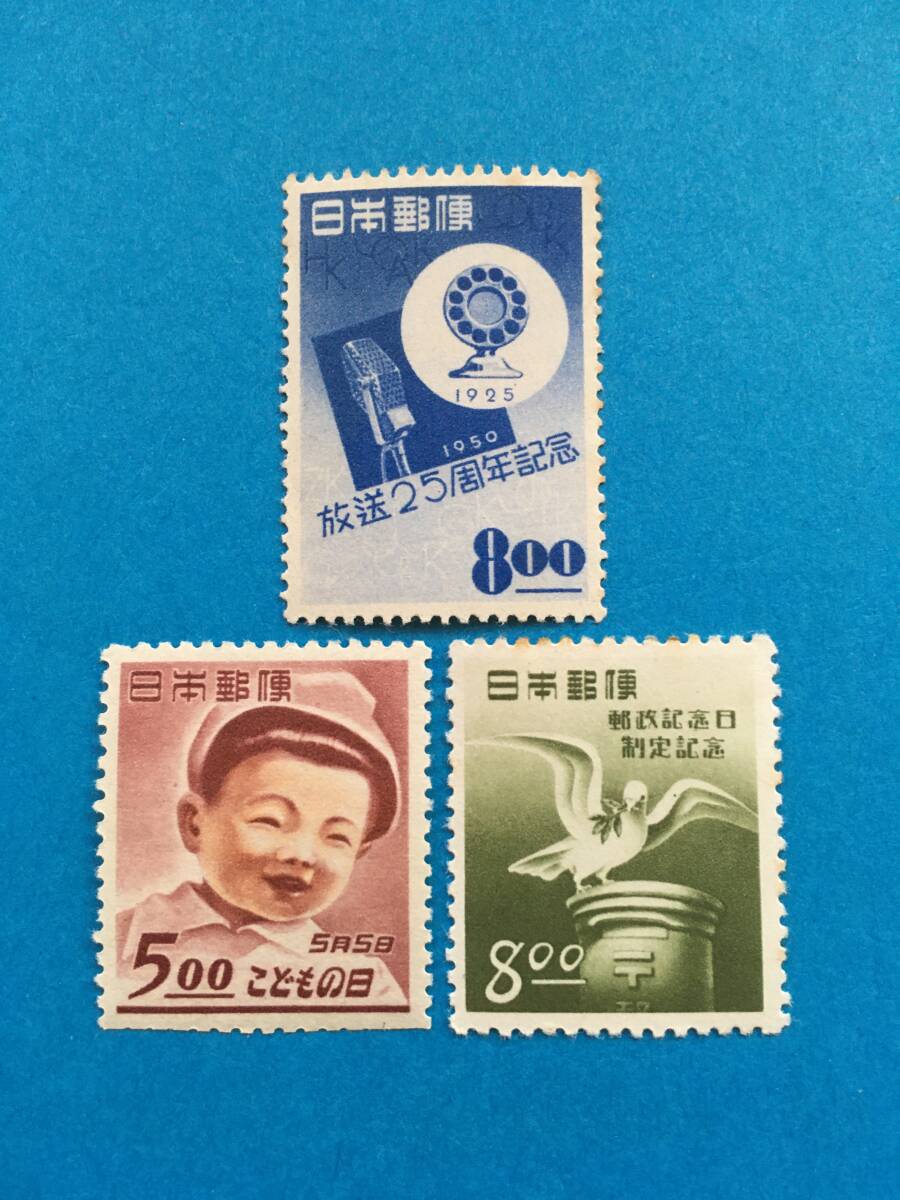 日本郵便
1925
1950
放送25周年記念
8.00
日本郵便
5月5日
5.00 こどもの日
日本郵便
郵政記念日
制定記念
8.00
〒